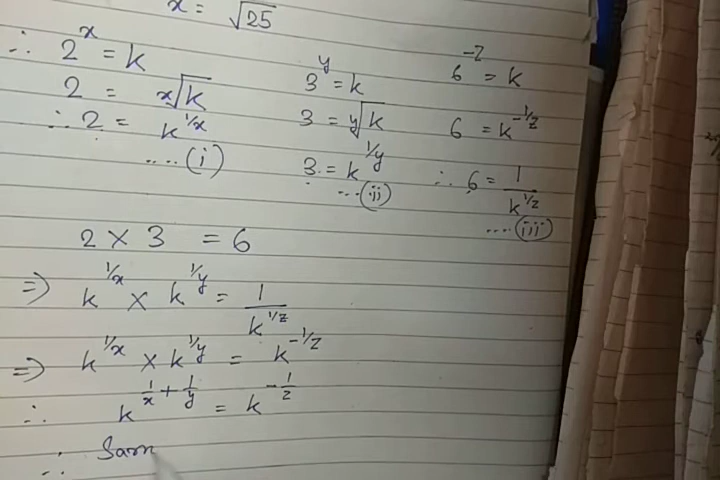 x = √25
∴ 2^x = k
2 = ˣ√k
∴ 2 = k^1/x
....(i)
3^y = k
3 = ʸ√k
3 = k^1/y
...(ii)
6^-z = k
6 = k^-1/z
∴ 6 = 1/k^1/z
....(iii)
2 × 3 = 6
⇒ k^1/x × k^1/y = 1/k^1/z
⇒ k^1/x × k^1/y = k^-1/z
∴ k^(1/x + 1/y) = k^-1/z
∴ Sam